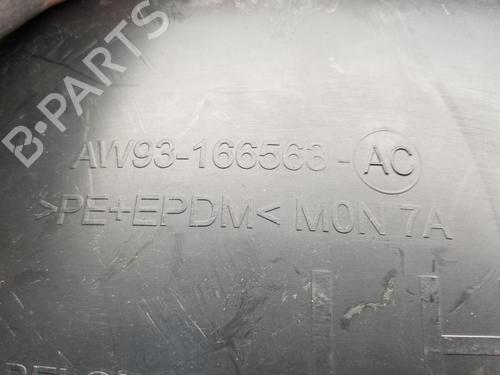 B-PARTS
AW93-166563-AC
>PE+EPDM< M0N 7A